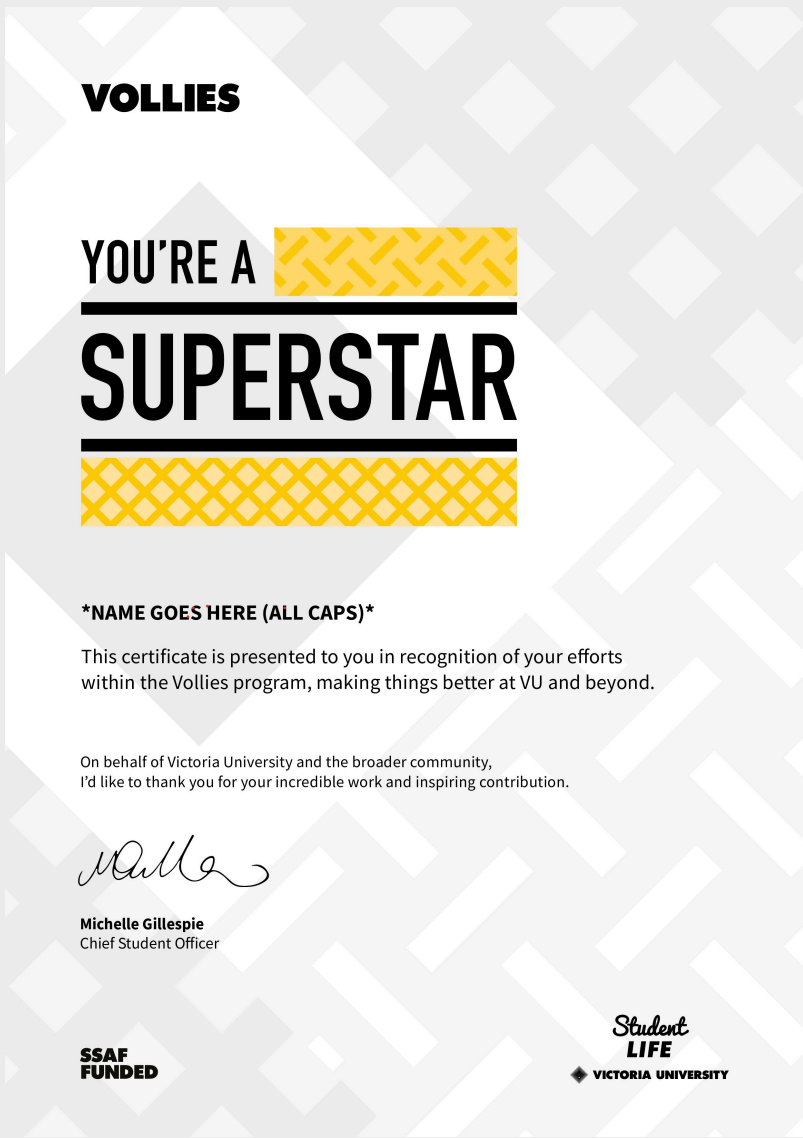 VOLLIES
YOU'RE A
SUPERSTAR
*NAME GOES HERE (ALL CAPS)*
This certificate is presented to you in recognition of your efforts
within the Vollies program, making things better at VU and beyond.
On behalf of Victoria University and the broader community,
I'd like to thank you for your incredible work and inspiring contribution.
Michelle Gillespie
Chief Student Officer
SSAF
FUNDED
Student
LIFE
VICTORIA UNIVERSITY